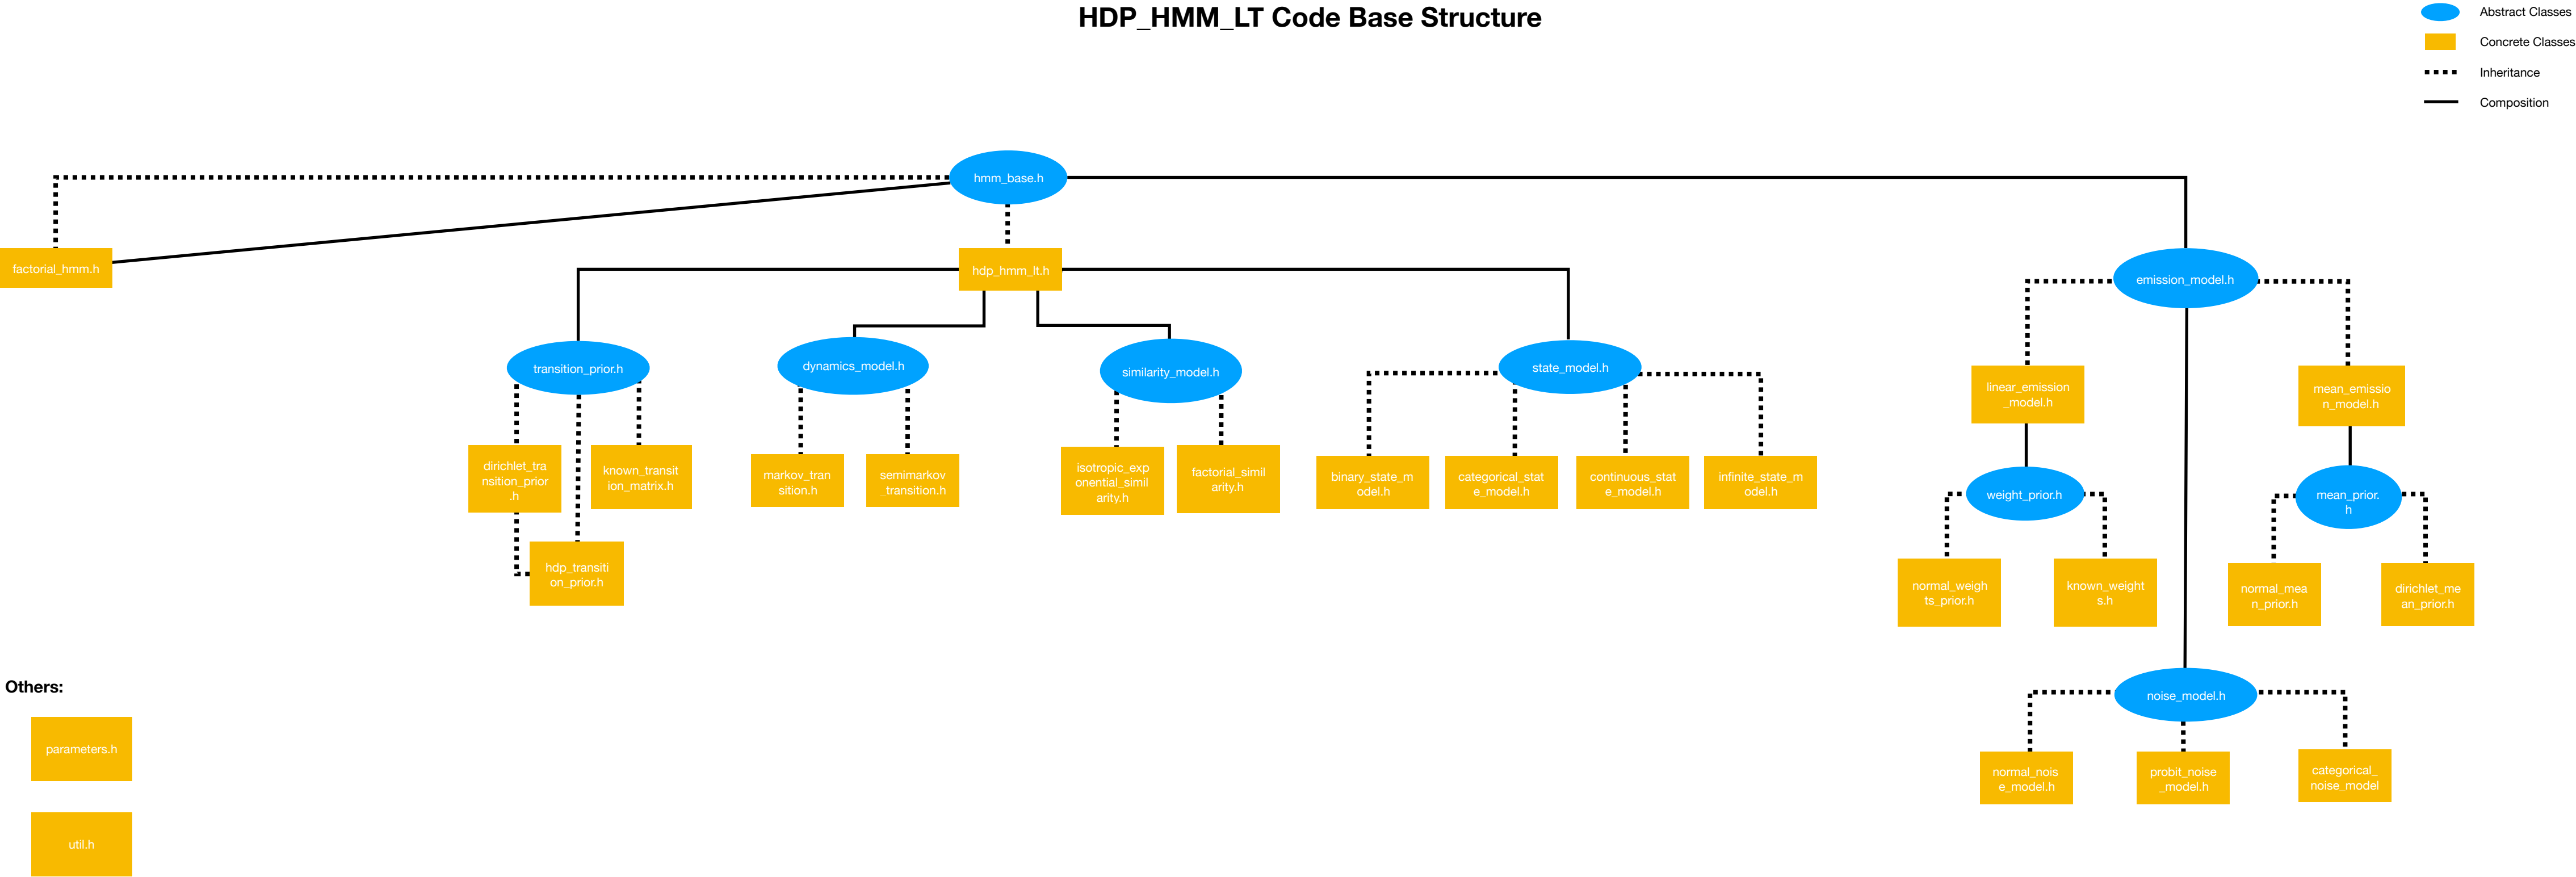 HDP_HMM_LT Code Base Structure
Abstract Classes
Concrete Classes
Inheritance
Composition
hmm_base.h
factorial_hmm.h
hdp_hmm_lt.h
emission_model.h
transition_prior.h
dynamics_model.h
similarity_model.h
state_model.h
linear_emission
_model.h
mean_emissio
n_model.h
dirichlet_tra
nsition_prior
.h
known_transit
ion_matrix.h
markov_tran
sition.h
semimarkov
_transition.h
isotropic_exp
onential_simil
arity.h
factorial_simil
arity.h
binary_state_m
odel.h
categorical_stat
e_model.h
continuous_stat
e_model.h
infinite_state_m
odel.h
weight_prior.h
mean_prior.
h
hdp_transiti
on_prior.h
normal_weigh
ts_prior.h
known_weight
s.h
normal_mea
n_prior.h
dirichlet_me
an_prior.h
Others:
noise_model.h
parameters.h
normal_nois
e_model.h
probit_noise
_model.h
categorical_
noise_model
util.h